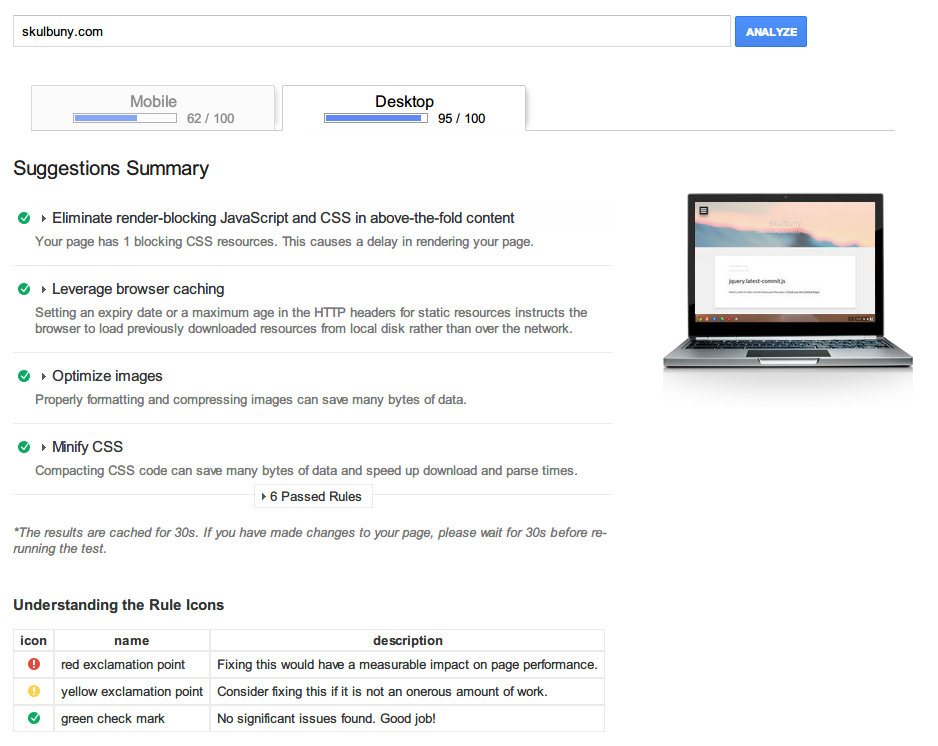 skulbuny.com
ANALYZE
Mobile
62 / 100
Desktop
95 / 100
Suggestions Summary
Eliminate render-blocking JavaScript and CSS in above-the-fold content
Your page has 1 blocking CSS resources. This causes a delay in rendering your page.
Leverage browser caching
Setting an expiry date or a maximum age in the HTTP headers for static resources instructs the
browser to load previously downloaded resources from local disk rather than over the network.
Optimize images
Properly formatting and compressing images can save many bytes of data.
Minify CSS
Compacting CSS code can save many bytes of data and speed up download and parse times.
6 Passed Rules
jquery.latest-commit.js
*The results are cached for 30s. If you have made changes to your page, please wait for 30s before re-
running the test.
Understanding the Rule Icons
icon name description
red exclamation point Fixing this would have a measurable impact on page performance.
yellow exclamation point Consider fixing this if it is not an onerous amount of work.
green check mark No significant issues found. Good job!